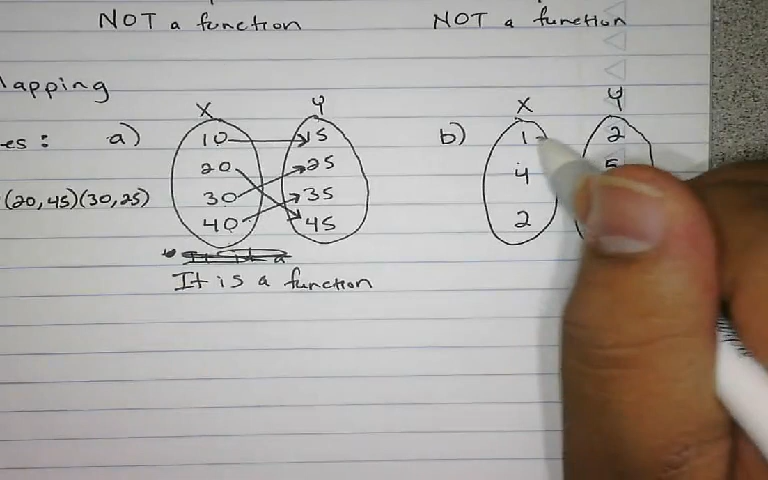 NOT a function NOT a function
apping
es : a) X Y b) X Y
10 15 1 2
20 25 4 5
(20,45)(30,25) 30 35 2
40 45
It is a function